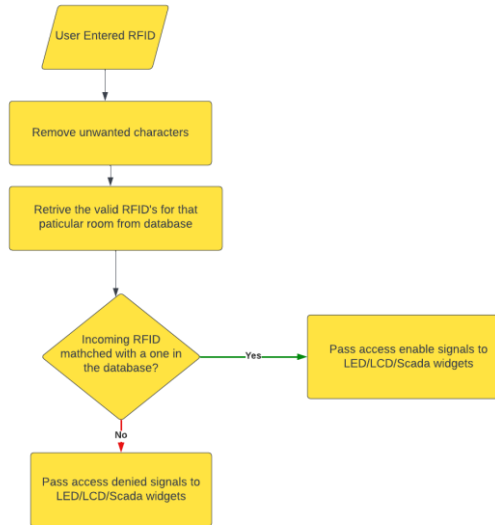 User Entered RFID
Remove unwanted characters
Retrive the valid RFID's for that
paticular room from database
Incoming RFID
mathched with a one in
the database?
Yes
Pass access enable signals to
LED/LCD/Scada widgets
No
Pass access denied signals to
LED/LCD/Scada widgets